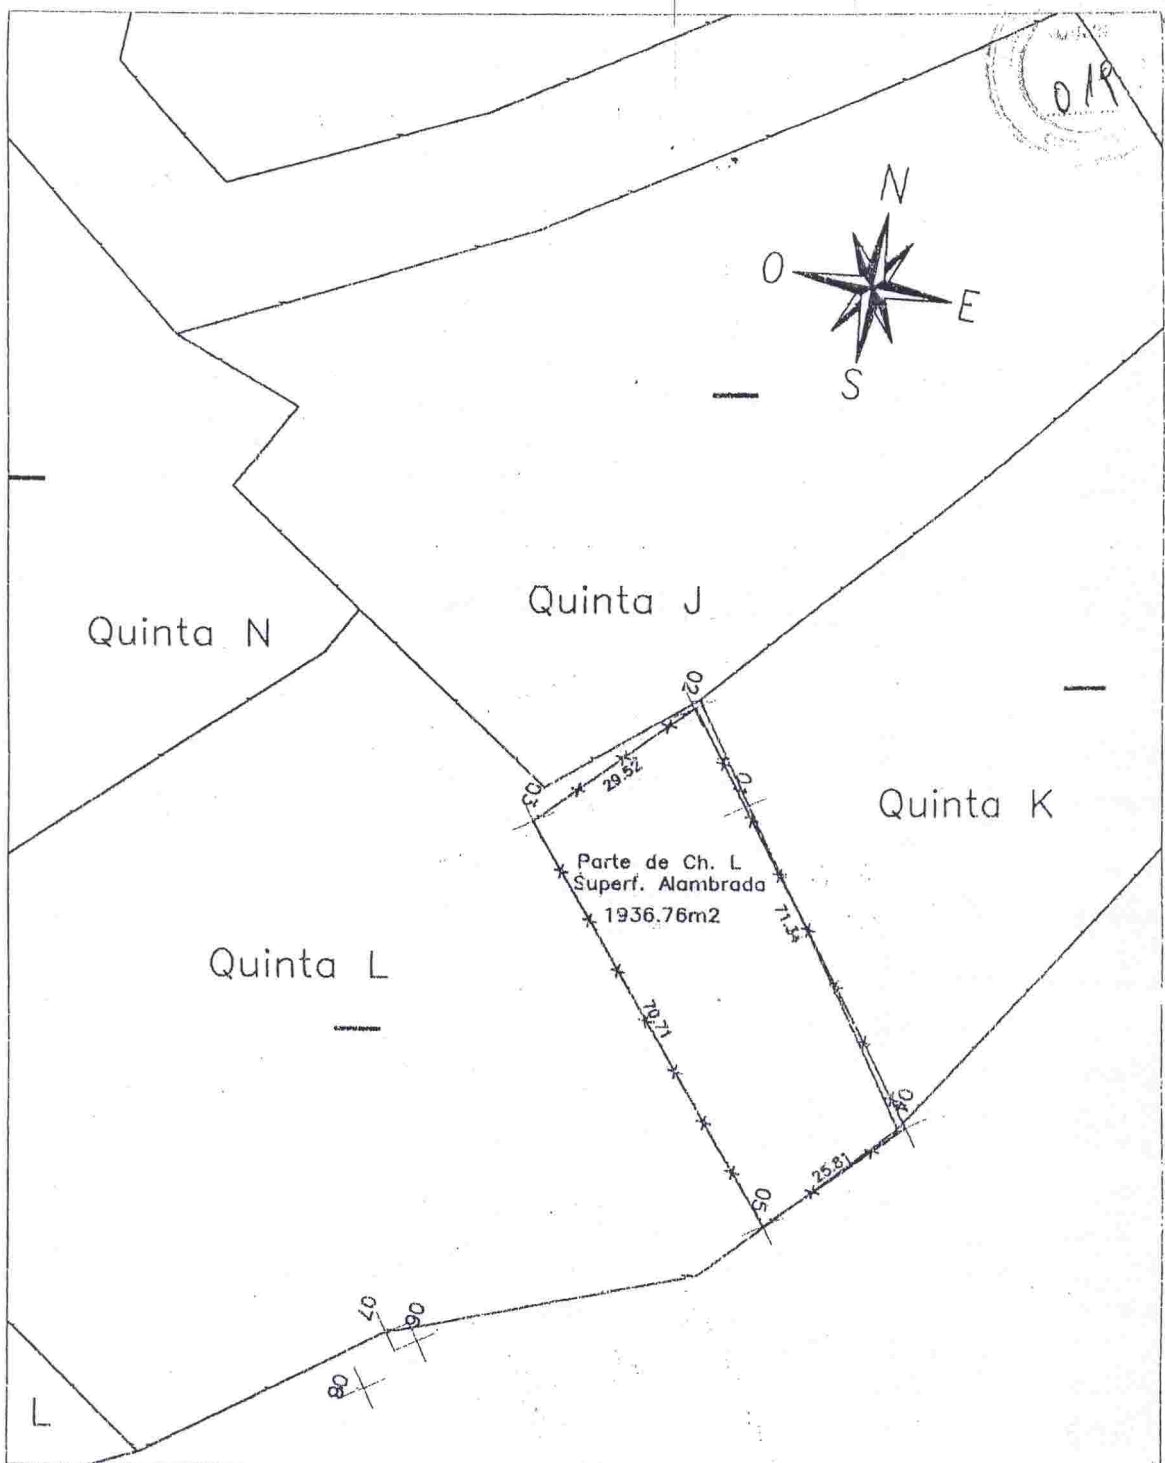 019
N
O
E
S
Quinta J
Quinta N
02
29.52
03
Quinta K
Parte de Ch. L
Superf. Alambrada
1936.76m2
71.34
Quinta L
70.71
04
25.81
05
07
06
08
L